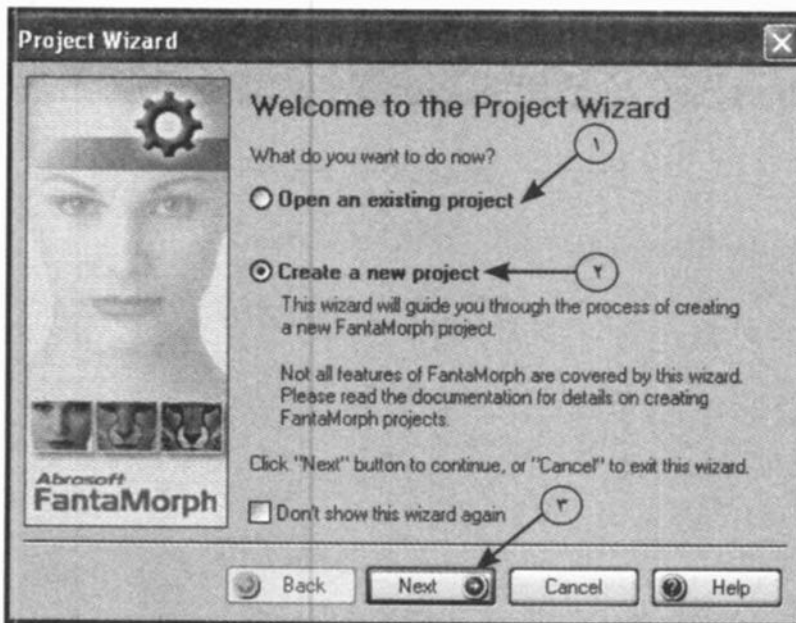 Project Wizard
Welcome to the Project Wizard
What do you want to do now?
۱
Open an existing project
Create a new project
۲
This wizard will guide you through the process of creating
a new FantaMorph project.
Not all features of FantaMorph are covered by this wizard.
Please read the documentation for details on creating
FantaMorph projects.
Click "Next" button to continue, or "Cancel" to exit this wizard.
Abrosoft
FantaMorph
Don't show this wizard again
۳
Back
Next
Cancel
Help